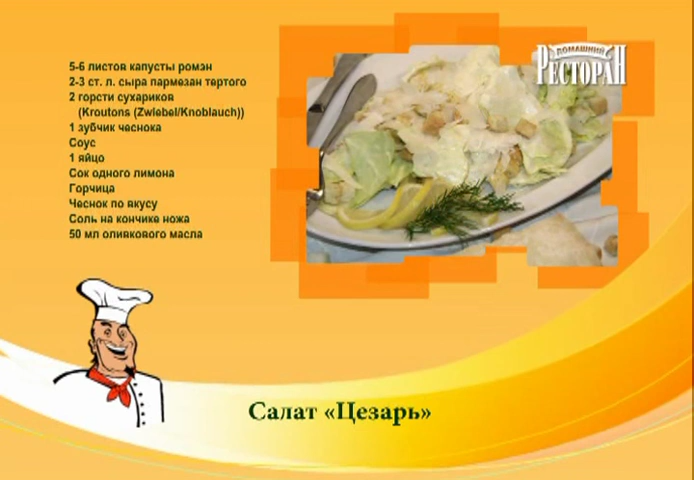 5-6 листов капусты ромэн
2-3 ст. л. сыра пармезан тертого
2 горсти сухариков
(Kroutons (Zwiebel/Knoblauch))
1 зубчик чеснока
Соус
1 яйцо
Сок одного лимона
Горчица
Чеснок по вкусу
Соль на кончике ножа
50 мл оливкового масла
ДОМАШНИЙ
РЕСТОРАН
Салат «Цезарь»